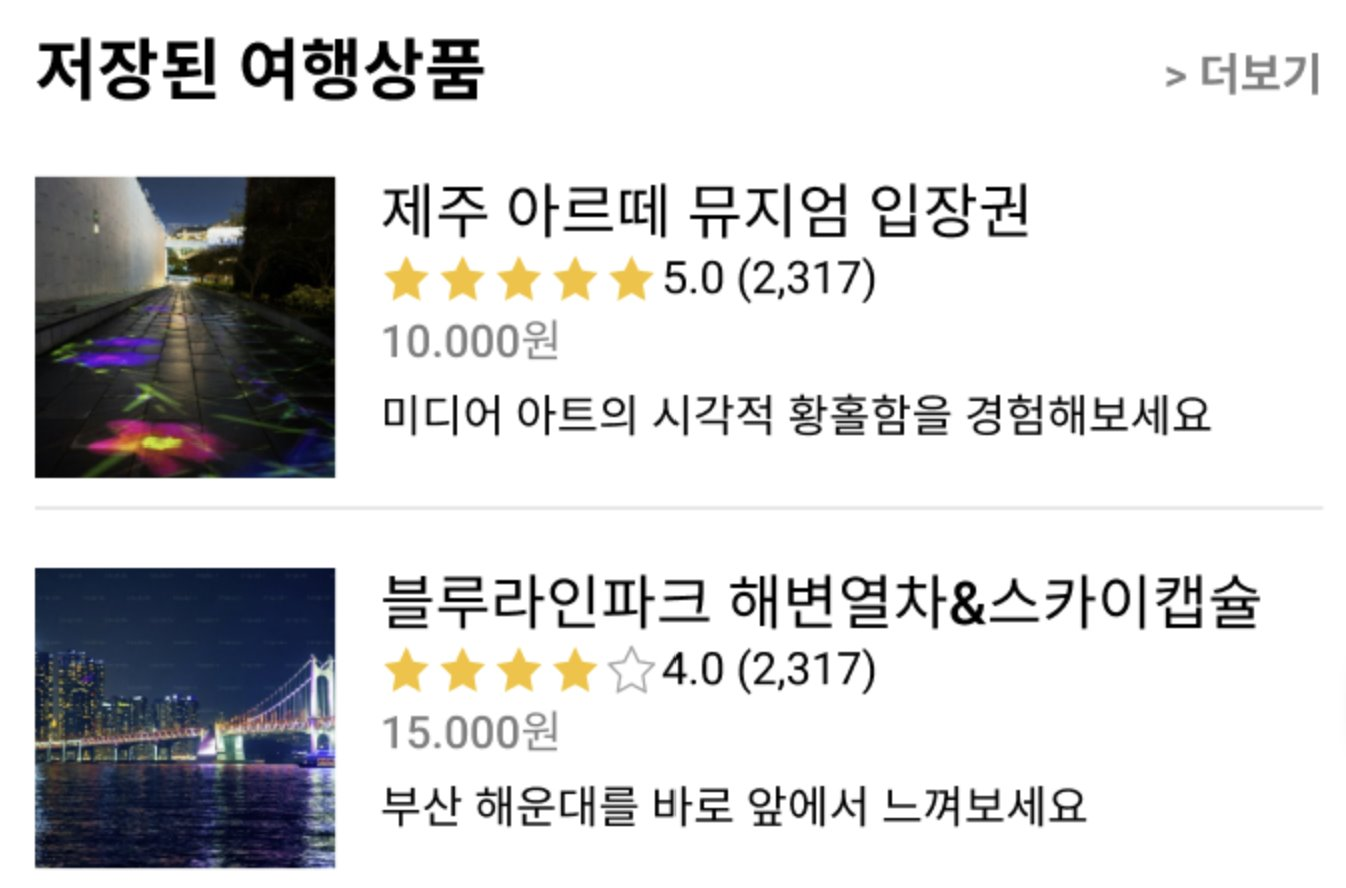 저장된 여행상품
> 더보기
제주 아르떼 뮤지엄 입장권
5.0 (2,317)
10.000원
미디어 아트의 시각적 황홀함을 경험해보세요
블루라인파크 해변열차&스카이캡슐
4.0 (2,317)
15.000원
부산 해운대를 바로 앞에서 느껴보세요